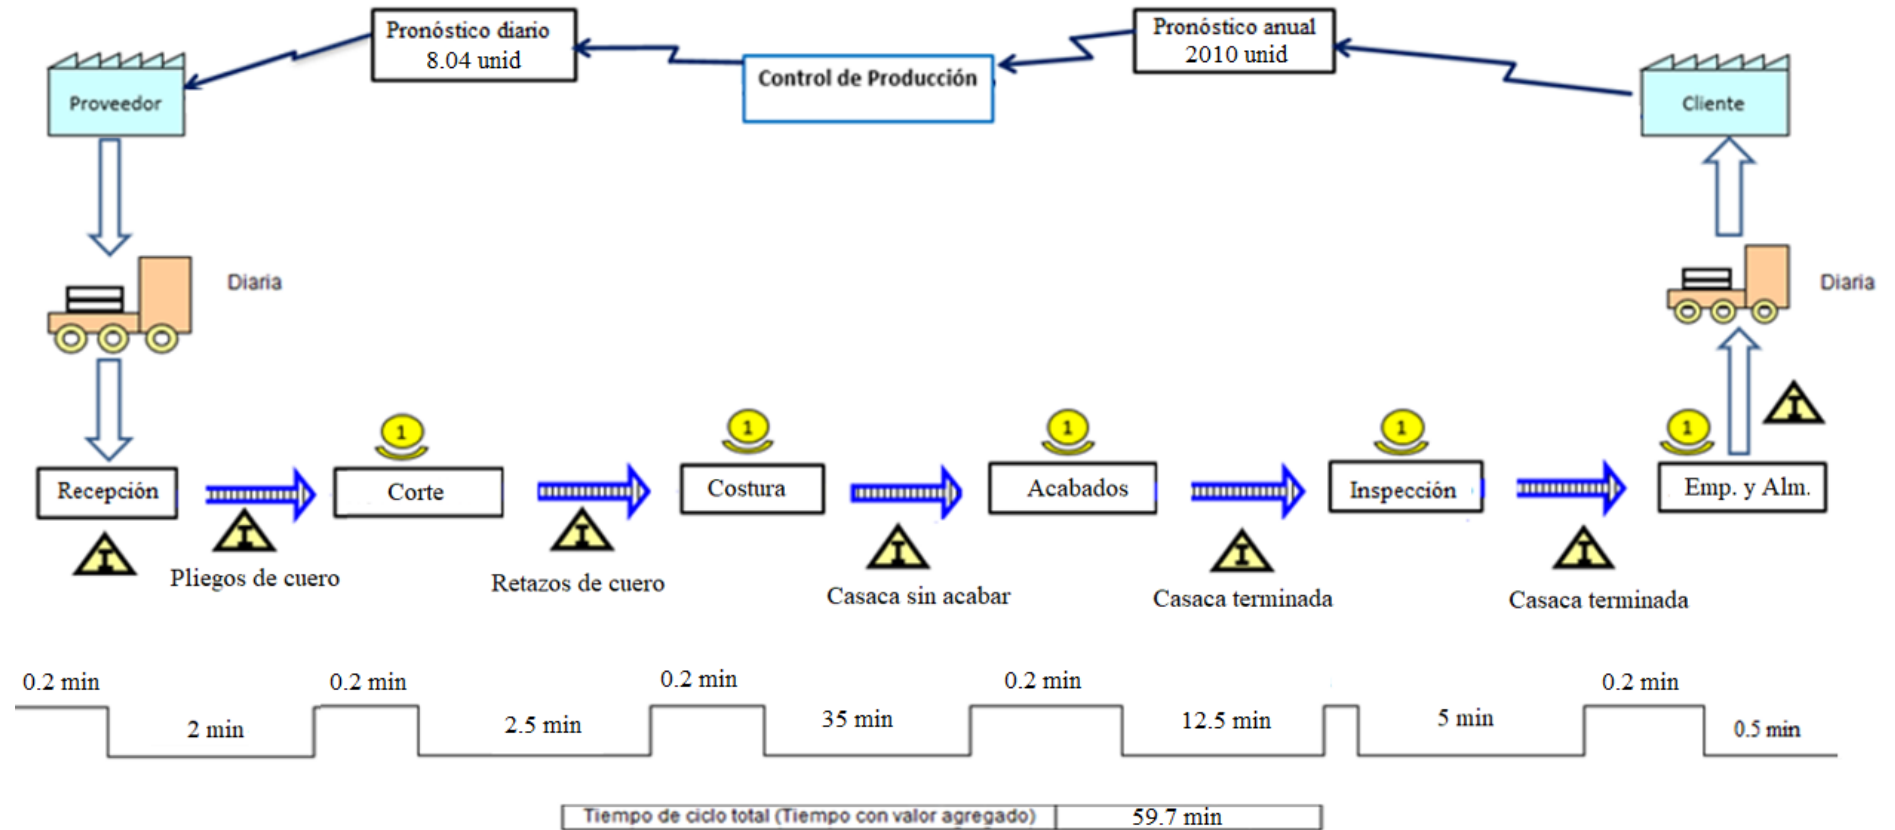 Pronóstico diario
8.04 unid
Pronóstico anual
2010 unid
Control de Producción
Proveedor
Cliente
Diaria
Diaria
1
1
1
1
1
Recepción
Corte
Costura
Acabados
Inspección
Emp. y Alm.
I
I
I
I
I
I
I
Pliegos de cuero
Retazos de cuero
Casaca sin acabar
Casaca terminada
Casaca terminada
0.2 min
0.2 min
0.2 min
0.2 min
0.2 min
2 min
2.5 min
35 min
12.5 min
5 min
0.5 min
Tiempo de ciclo total (Tiempo con valor agregado)
59.7 min